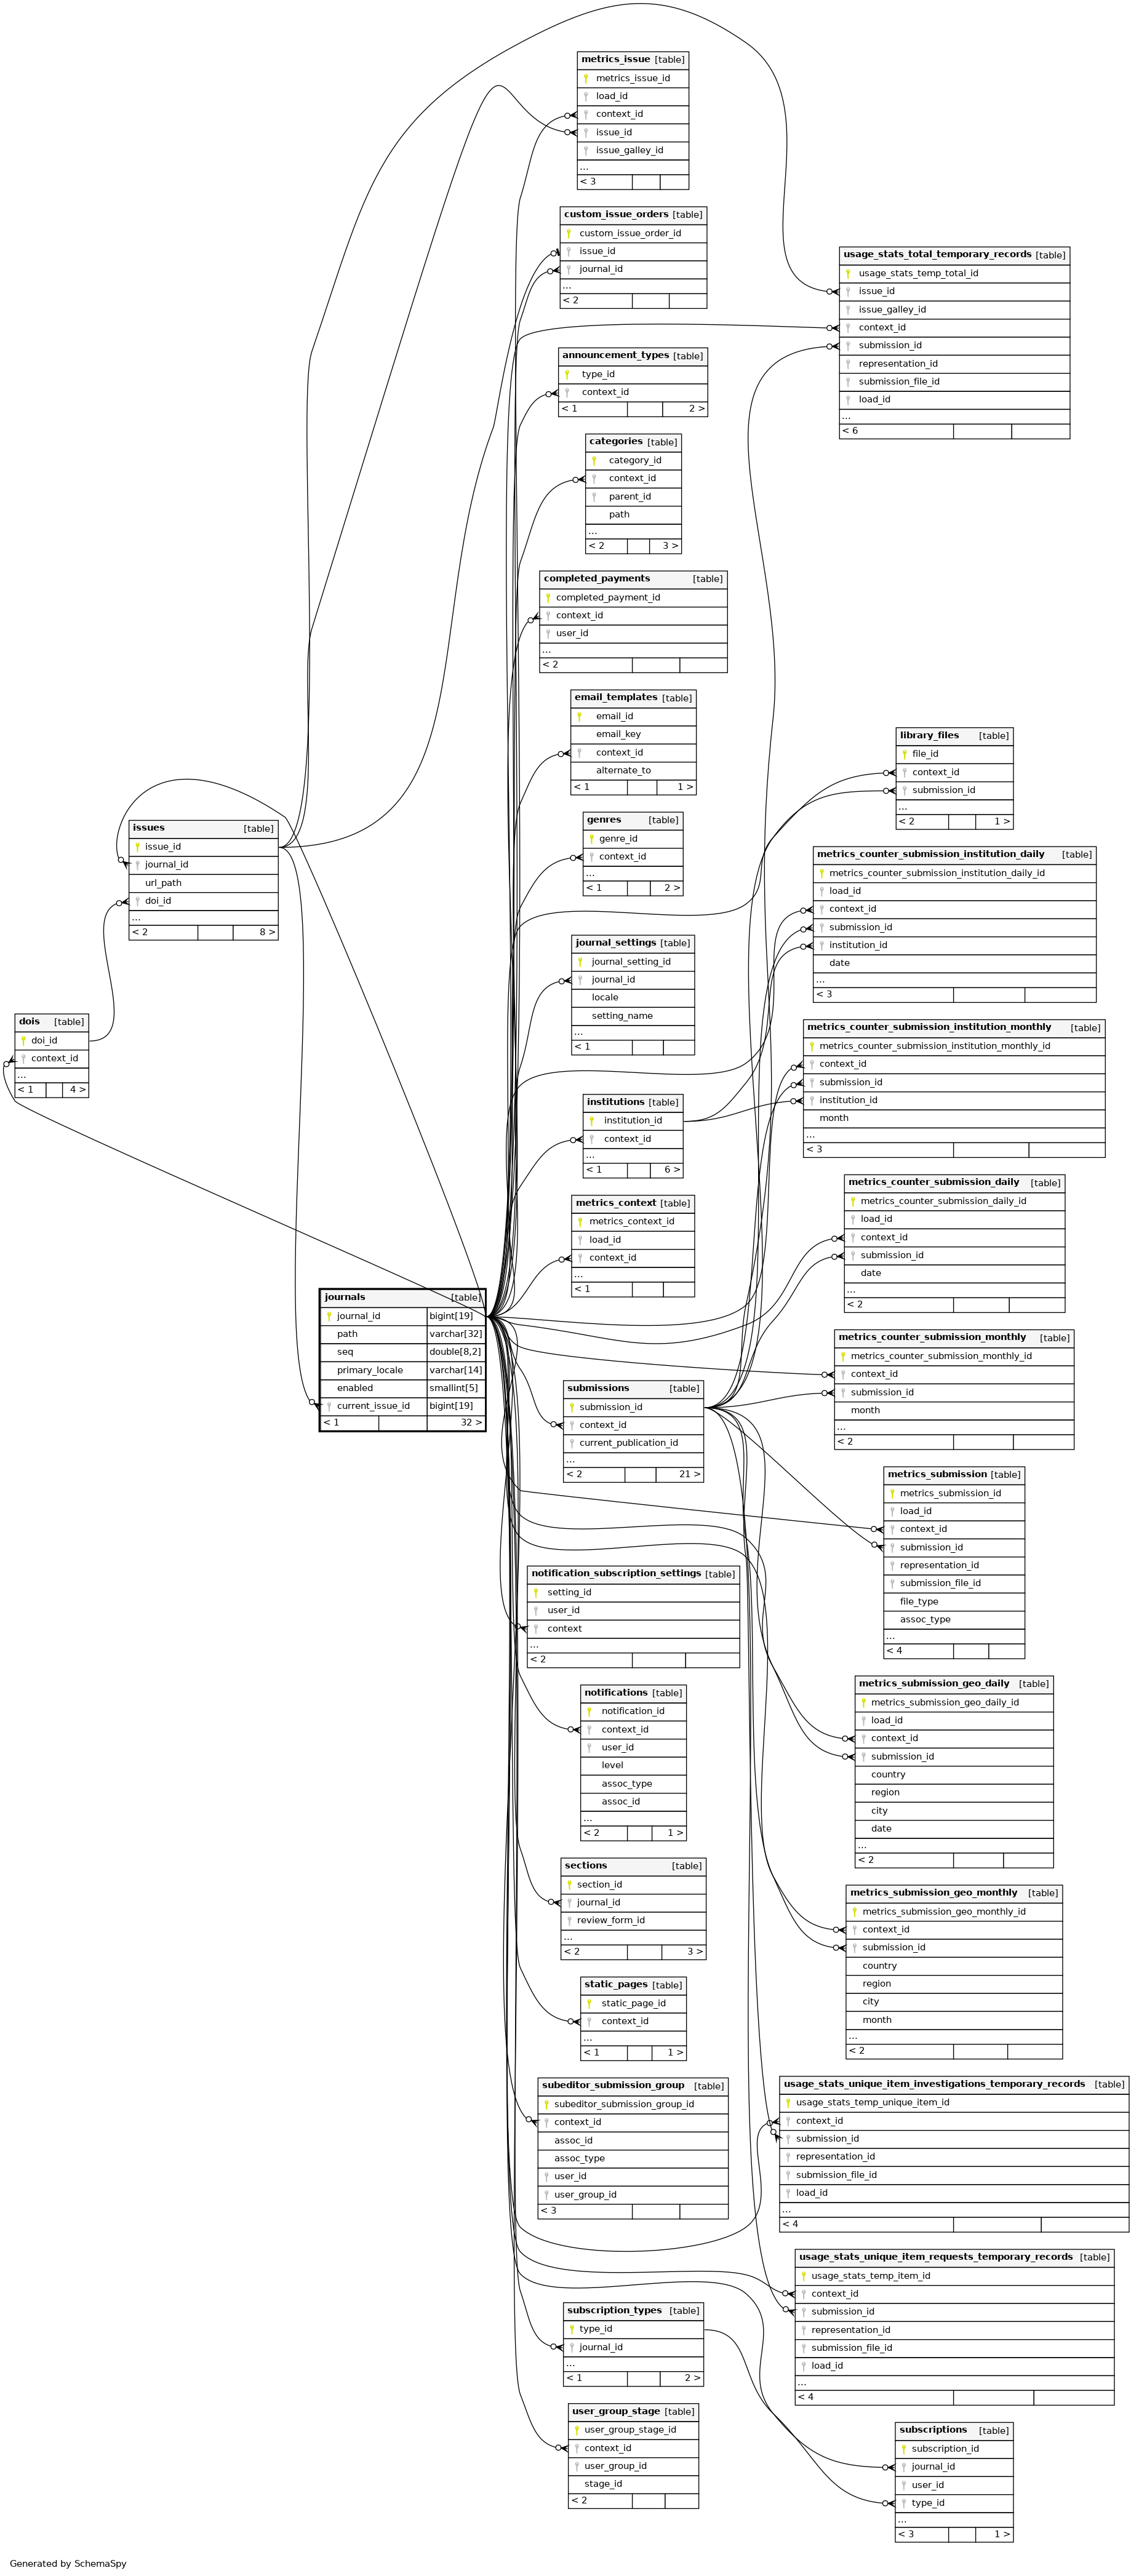 metrics_issue [table]
metrics_issue_id
load_id
context_id
issue_id
issue_galley_id
...
< 3
custom_issue_orders [table]
custom_issue_order_id
issue_id
journal_id
...
< 2
announcement_types [table]
type_id
context_id
< 1 2 >
categories [table]
category_id
context_id
parent_id
path
...
< 2 3 >
completed_payments [table]
completed_payment_id
context_id
user_id
...
< 2
email_templates [table]
email_id
email_key
context_id
alternate_to
< 1 1 >
genres [table]
genre_id
context_id
...
< 1 2 >
journal_settings [table]
journal_setting_id
journal_id
locale
setting_name
...
< 1
institutions [table]
institution_id
context_id
...
< 1 6 >
metrics_context [table]
metrics_context_id
load_id
context_id
...
< 1
submissions [table]
submission_id
context_id
current_publication_id
...
< 2 21 >
notification_subscription_settings [table]
setting_id
user_id
context
...
< 2
notifications [table]
notification_id
context_id
user_id
level
assoc_type
assoc_id
...
< 2 1 >
sections [table]
section_id
journal_id
review_form_id
...
< 2 3 >
static_pages [table]
static_page_id
context_id
...
< 1 1 >
subeditor_submission_group [table]
subeditor_submission_group_id
context_id
assoc_id
assoc_type
user_id
user_group_id
< 3
subscription_types [table]
type_id
journal_id
...
< 1 2 >
user_group_stage [table]
user_group_stage_id
context_id
user_group_id
stage_id
< 2
issues [table]
issue_id
journal_id
url_path
doi_id
...
< 2 8 >
dois [table]
doi_id
context_id
...
< 1 4 >
journals [table]
journal_id bigint[19]
path varchar[32]
seq double[8,2]
primary_locale varchar[14]
enabled smallint[5]
current_issue_id bigint[19]
< 1 32 >
usage_stats_total_temporary_records [table]
usage_stats_temp_total_id
issue_id
issue_galley_id
context_id
submission_id
representation_id
submission_file_id
load_id
...
< 6
library_files [table]
file_id
context_id
submission_id
...
< 2 1 >
metrics_counter_submission_institution_daily [table]
metrics_counter_submission_institution_daily_id
load_id
context_id
submission_id
institution_id
date
...
< 3
metrics_counter_submission_institution_monthly [table]
metrics_counter_submission_institution_monthly_id
context_id
submission_id
institution_id
month
...
< 3
metrics_counter_submission_daily [table]
metrics_counter_submission_daily_id
load_id
context_id
submission_id
date
...
< 2
metrics_counter_submission_monthly [table]
metrics_counter_submission_monthly_id
context_id
submission_id
month
...
< 2
metrics_submission [table]
metrics_submission_id
load_id
context_id
submission_id
representation_id
submission_file_id
file_type
assoc_type
...
< 4
metrics_submission_geo_daily [table]
metrics_submission_geo_daily_id
load_id
context_id
submission_id
country
region
city
date
...
< 2
metrics_submission_geo_monthly [table]
metrics_submission_geo_monthly_id
context_id
submission_id
country
region
city
month
...
< 2
usage_stats_unique_item_investigations_temporary_records [table]
usage_stats_temp_unique_item_id
context_id
submission_id
representation_id
submission_file_id
load_id
...
< 4
usage_stats_unique_item_requests_temporary_records [table]
usage_stats_temp_item_id
context_id
submission_id
representation_id
submission_file_id
load_id
...
< 4
subscriptions [table]
subscription_id
journal_id
user_id
type_id
...
< 3 1 >
Generated by SchemaSpy